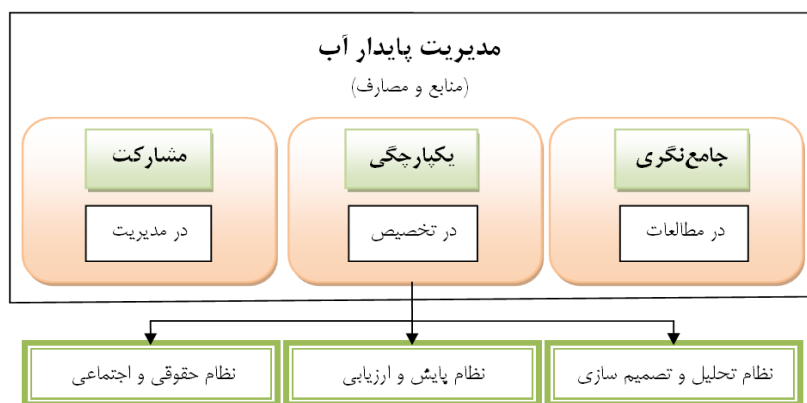 مدیریت پایدار آب
(منابع و مصارف)
جامع‌نگری
یکپارچگی
مشارکت
در مطالعات
در تخصیص
در مدیریت
نظام تحلیل و تصمیم سازی
نظام پایش و ارزیابی
نظام حقوقی و اجتماعی